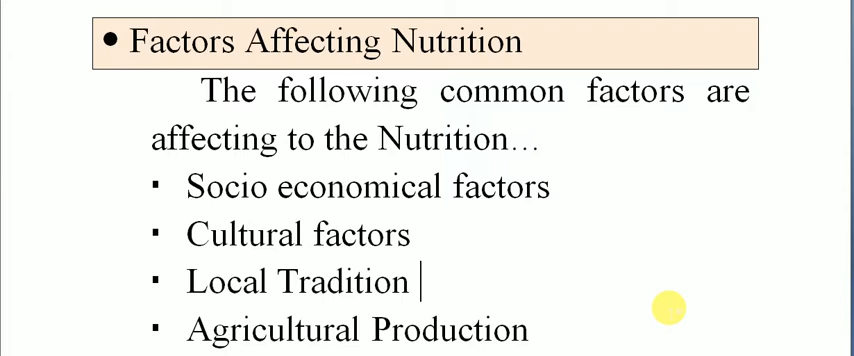 • Factors Affecting Nutrition
The following common factors are
affecting to the Nutrition...
▪ Socio economical factors
▪ Cultural factors
▪ Local Tradition
▪ Agricultural Production